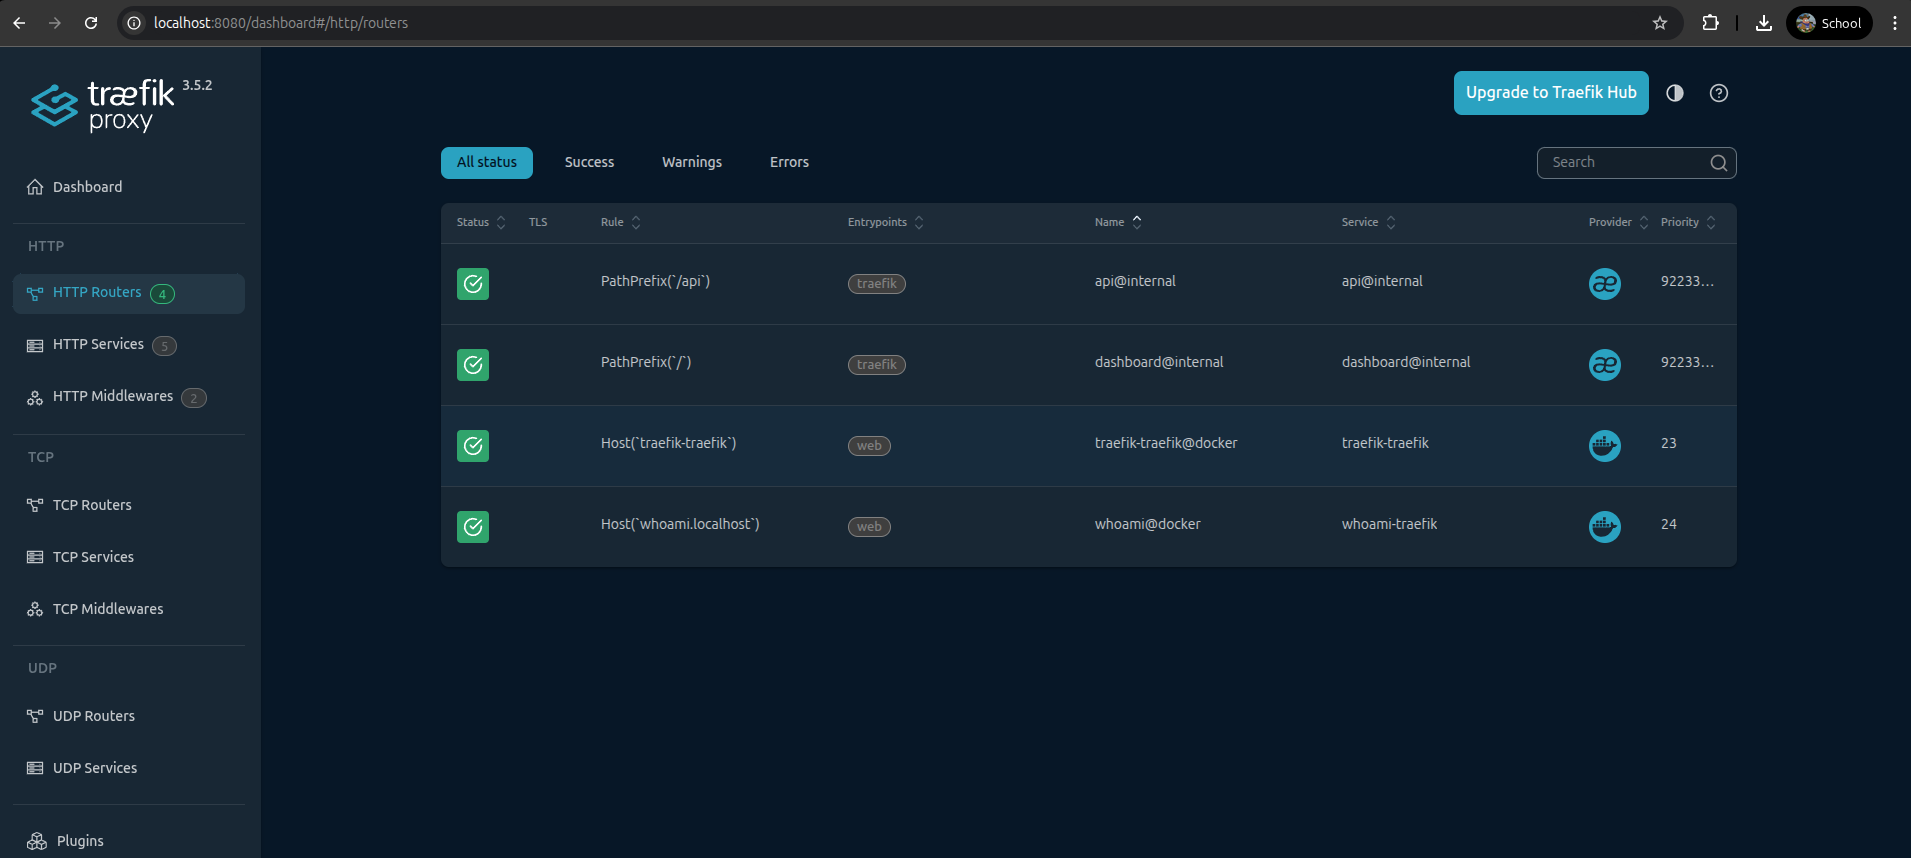 localhost:8080/dashboard#/http/routers
School
træfik 3.5.2
proxy
Upgrade to Traefik Hub
Dashboard
HTTP
HTTP Routers 4
HTTP Services 5
HTTP Middlewares 2
TCP
TCP Routers
TCP Services
TCP Middlewares
UDP
UDP Routers
UDP Services
Plugins
All status Success Warnings Errors
Search
Status TLS Rule Entrypoints Name Service Provider Priority
PathPrefix(`/api`) traefik api@internal api@internal æ 92233...
PathPrefix(`/`) traefik dashboard@internal dashboard@internal æ 92233...
Host(`traefik-traefik`) web traefik-traefik@docker traefik-traefik 23
Host(`whoami.localhost`) web whoami@docker whoami-traefik 24